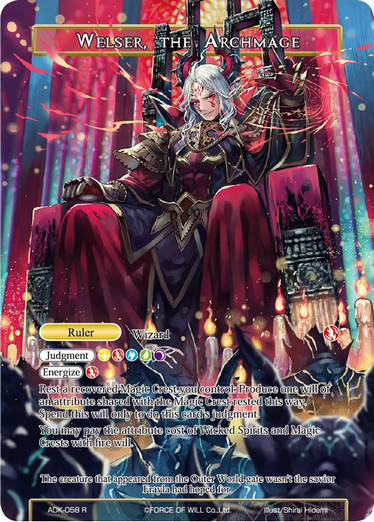 Welser, the Archmage
Ruler
Wizard
Judgment
Energize
Rest a recovered Magic Crest you control: Produce one will of
an attribute shared with the Magic Crest rested this way.
Spend this will only to do this card's judgment.
You may pay the attribute cost of Wicked Spirits and Magic
Crests with fire will.
The creature that appeared from the Outer World gate wasn't the savior
Frayla had hoped for.
ADK-058 R
©FORCE OF WILL Co.,Ltd.
Illust/Shirai Hidemi